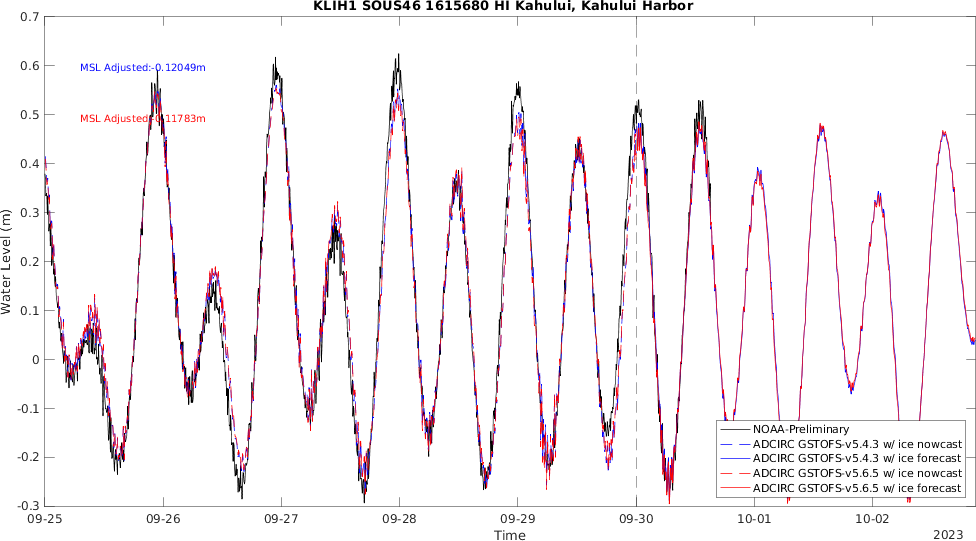 KLIH1 SOUS46 1615680 HI Kahului, Kahului Harbor
0.7
0.6
0.5
0.4
0.3
0.2
0.1
0
-0.1
-0.2
-0.3
Water Level (m)
MSL Adjusted:-0.12049m
MSL Adjusted:-0.11783m
NOAA-Preliminary
ADCIRC GSTOFS-v5.4.3 w/ ice nowcast
ADCIRC GSTOFS-v5.4.3 w/ ice forecast
ADCIRC GSTOFS-v5.6.5 w/ ice nowcast
ADCIRC GSTOFS-v5.6.5 w/ ice forecast
09-25 09-26 09-27 09-28 09-29 09-30 10-01 10-02
Time
2023